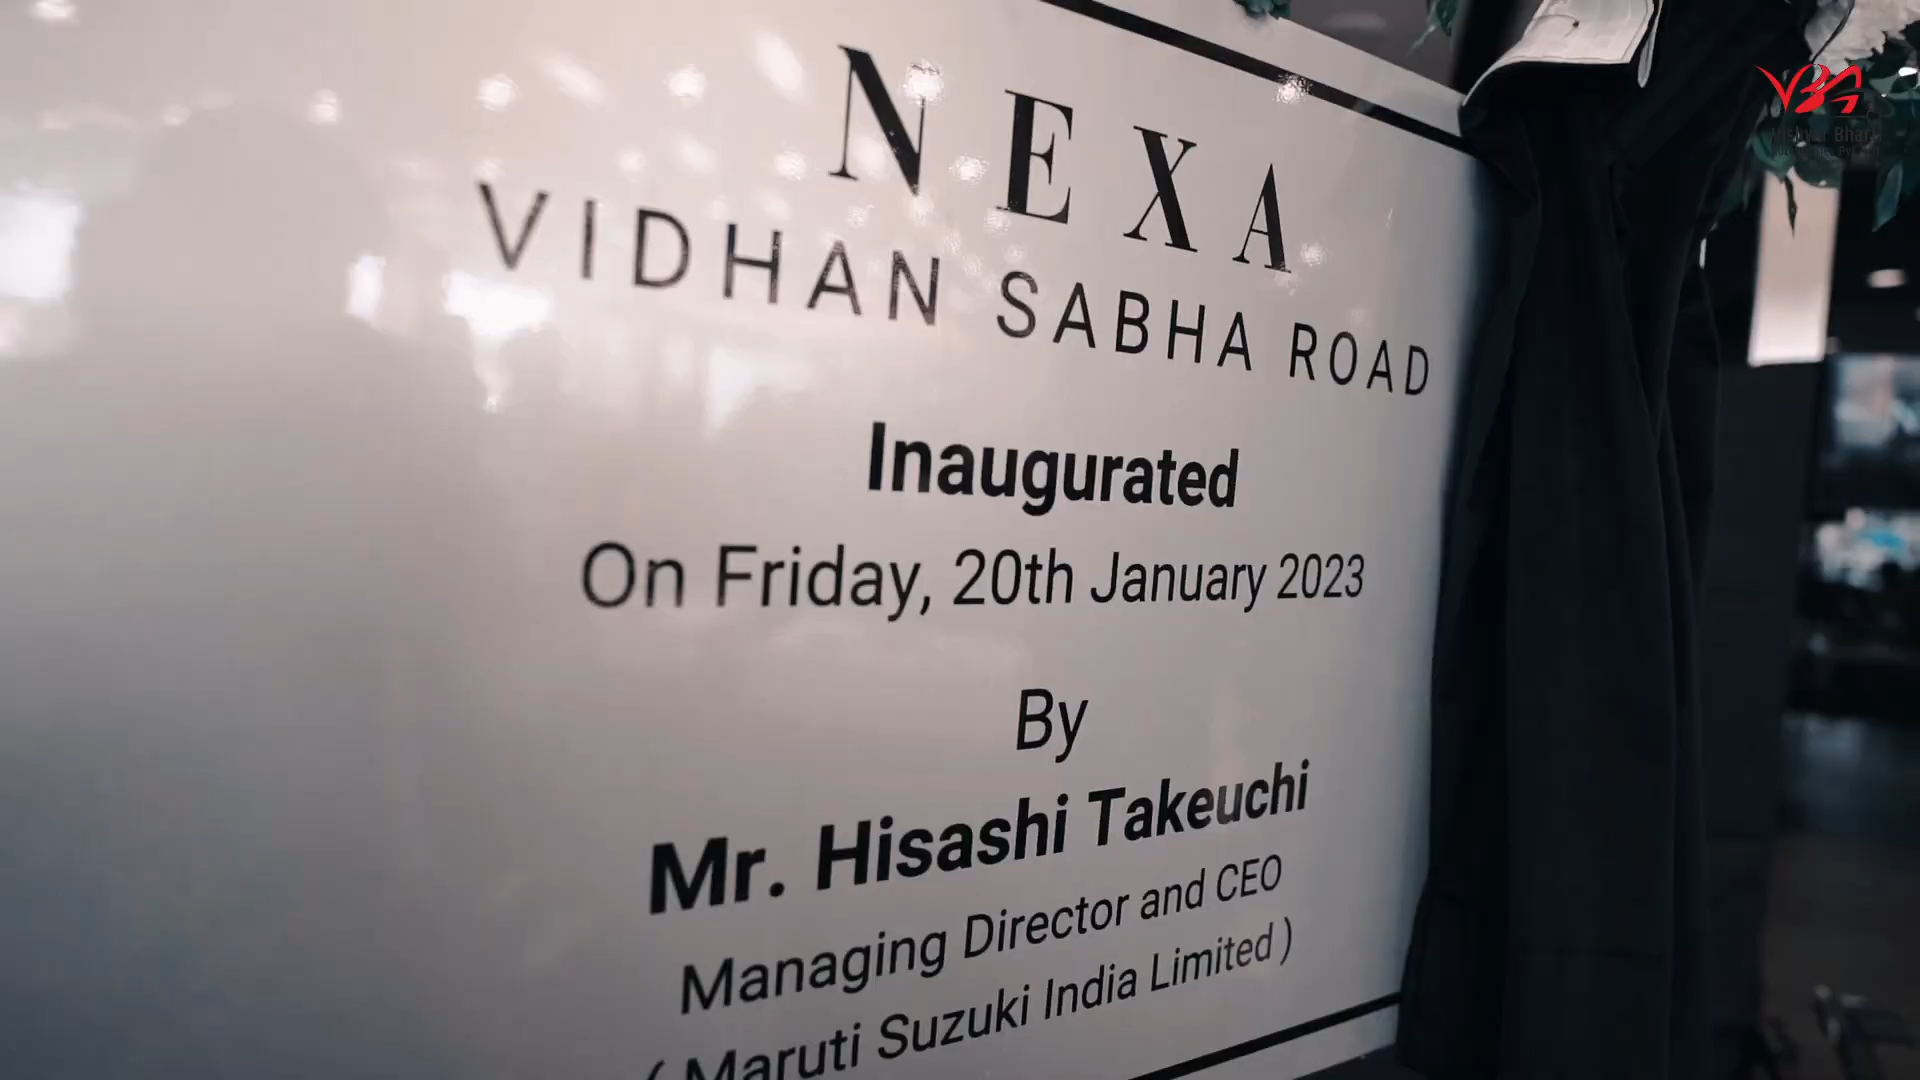 NEXA
VIDHAN SABHA ROAD
Inaugurated
On Friday, 20th January 2023
By
Mr. Hisashi Takeuchi
Managing Director and CEO
( Maruti Suzuki India Limited )